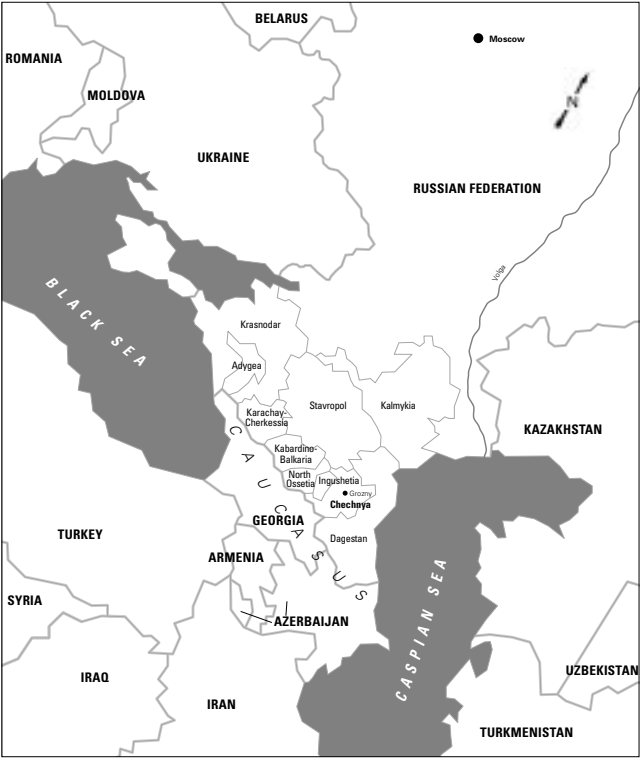 BELARUS
Moscow
ROMANIA
MOLDOVA
N
UKRAINE
RUSSIAN FEDERATION
Volga
BLACK SEA
Krasnodar
Adygea
Stavropol
Kalmykia
Karachay-
Cherkessia
KAZAKHSTAN
CAUCASUS
Kabardino-
Balkaria
North
Ossetia
Ingushetia
Grozny
Chechnya
GEORGIA
TURKEY
Dagestan
ARMENIA
CASPIAN SEA
SYRIA
AZERBAIJAN
IRAQ
IRAN
UZBEKISTAN
TURKMENISTAN